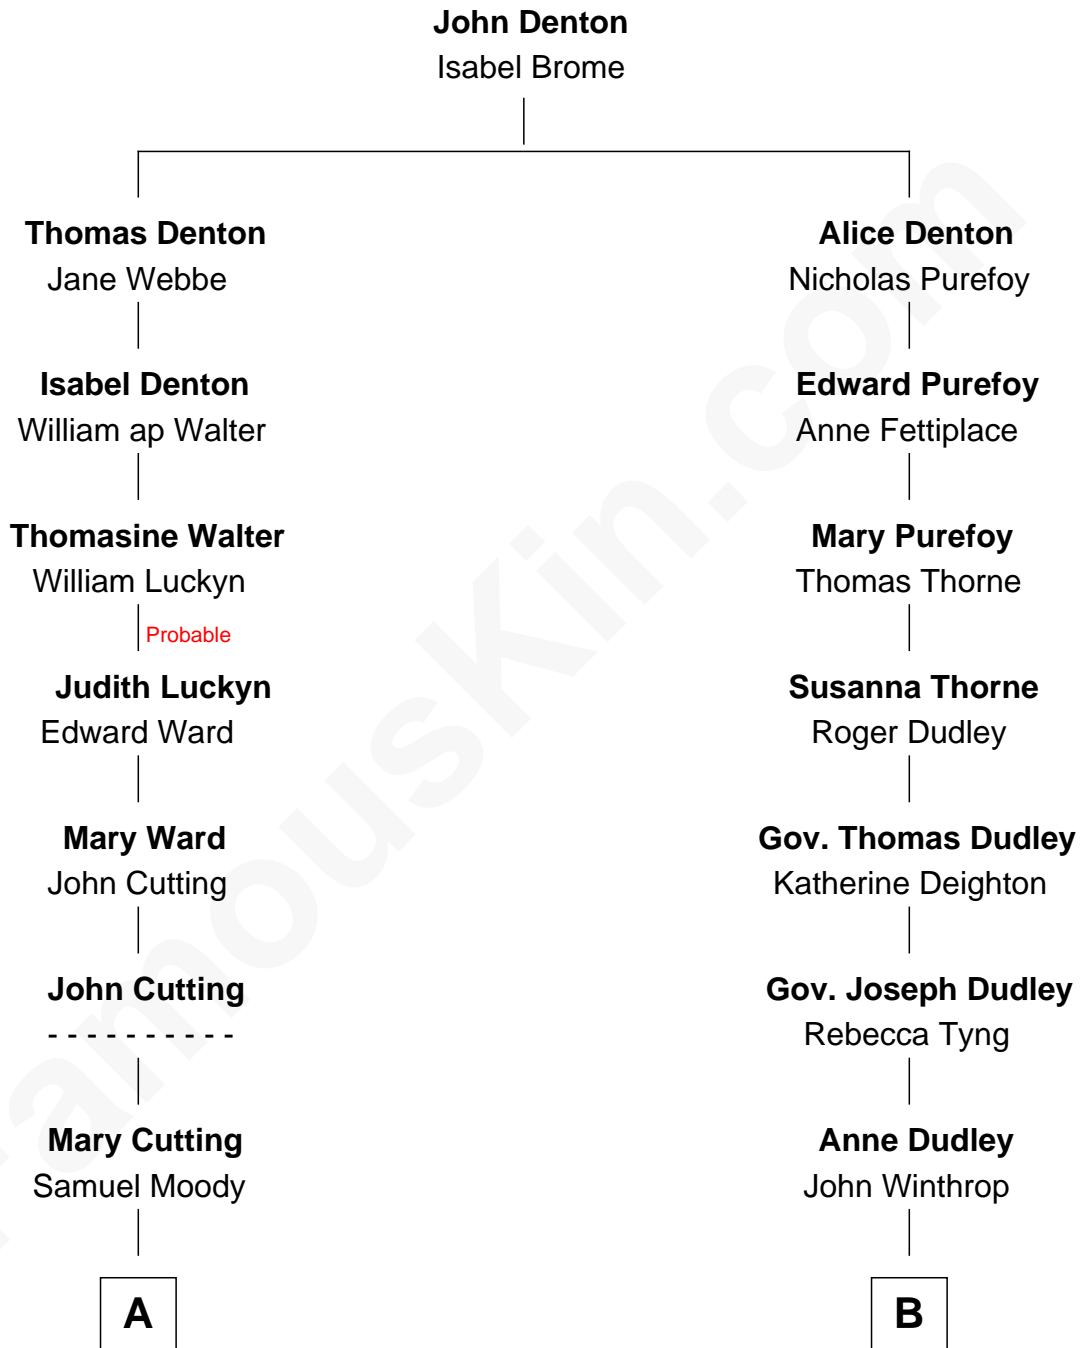 John Denton
Isabel Brome
Thomas Denton
Jane Webbe
Alice Denton
Nicholas Purefoy
Isabel Denton
William ap Walter
Edward Purefoy
Anne Fettiplace
Thomasine Walter
William Luckyn
Mary Purefoy
Thomas Thorne
Probable
Judith Luckyn
Edward Ward
Susanna Thorne
Roger Dudley
Mary Ward
John Cutting
Gov. Thomas Dudley
Katherine Deighton
John Cutting
- - - - - - - - - -
Gov. Joseph Dudley
Rebecca Tyng
Mary Cutting
Samuel Moody
Anne Dudley
John Winthrop
A
B
FamousKin.com